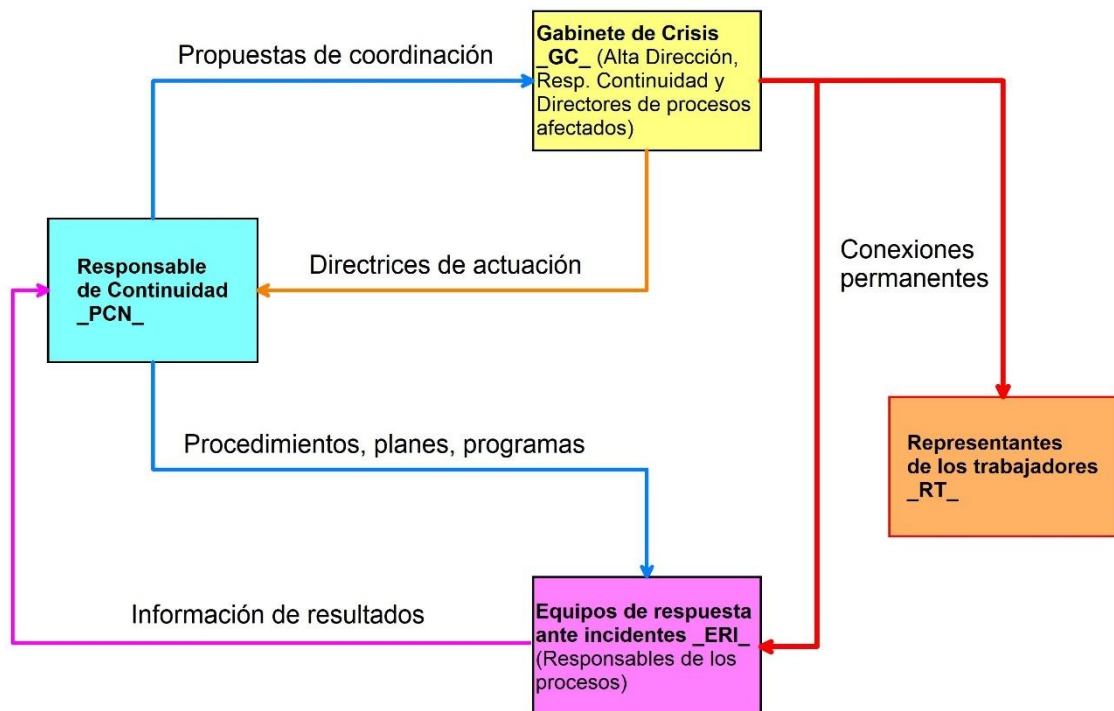 Propuestas de coordinación
Gabinete de Crisis
_GC_ (Alta Dirección,
Resp. Continuidad y
Directores de procesos
afectados)
Responsable
de Continuidad
_PCN_
Directrices de actuación
Conexiones
permanentes
Procedimientos, planes, programas
Representantes
de los trabajadores
_RT_
Información de resultados
Equipos de respuesta
ante incidentes _ERI_
(Responsables de los
procesos)